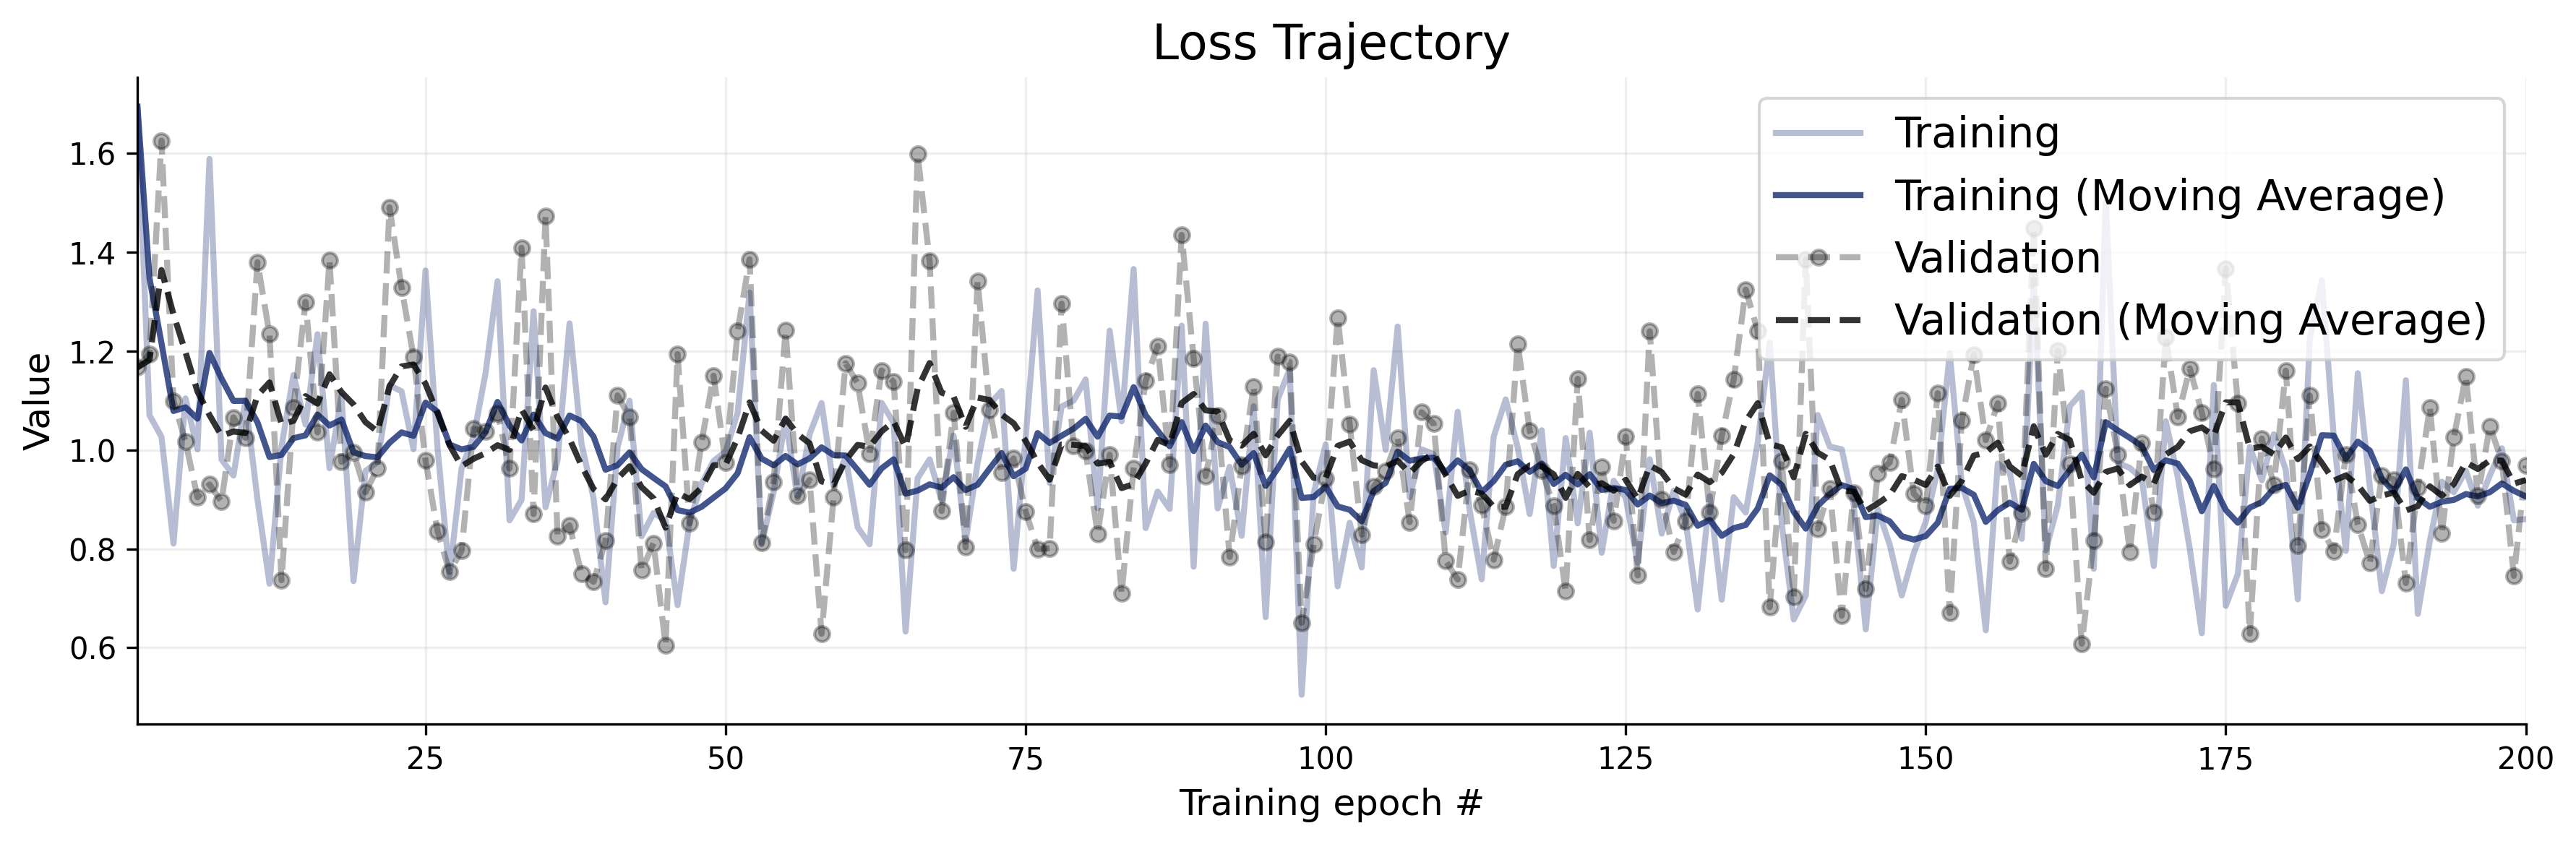 Loss Trajectory
Training
Training (Moving Average)
Validation
Validation (Moving Average)
Value
1.6
1.4
1.2
1.0
0.8
0.6
25 50 75 100 125 150 175 200
Training epoch #